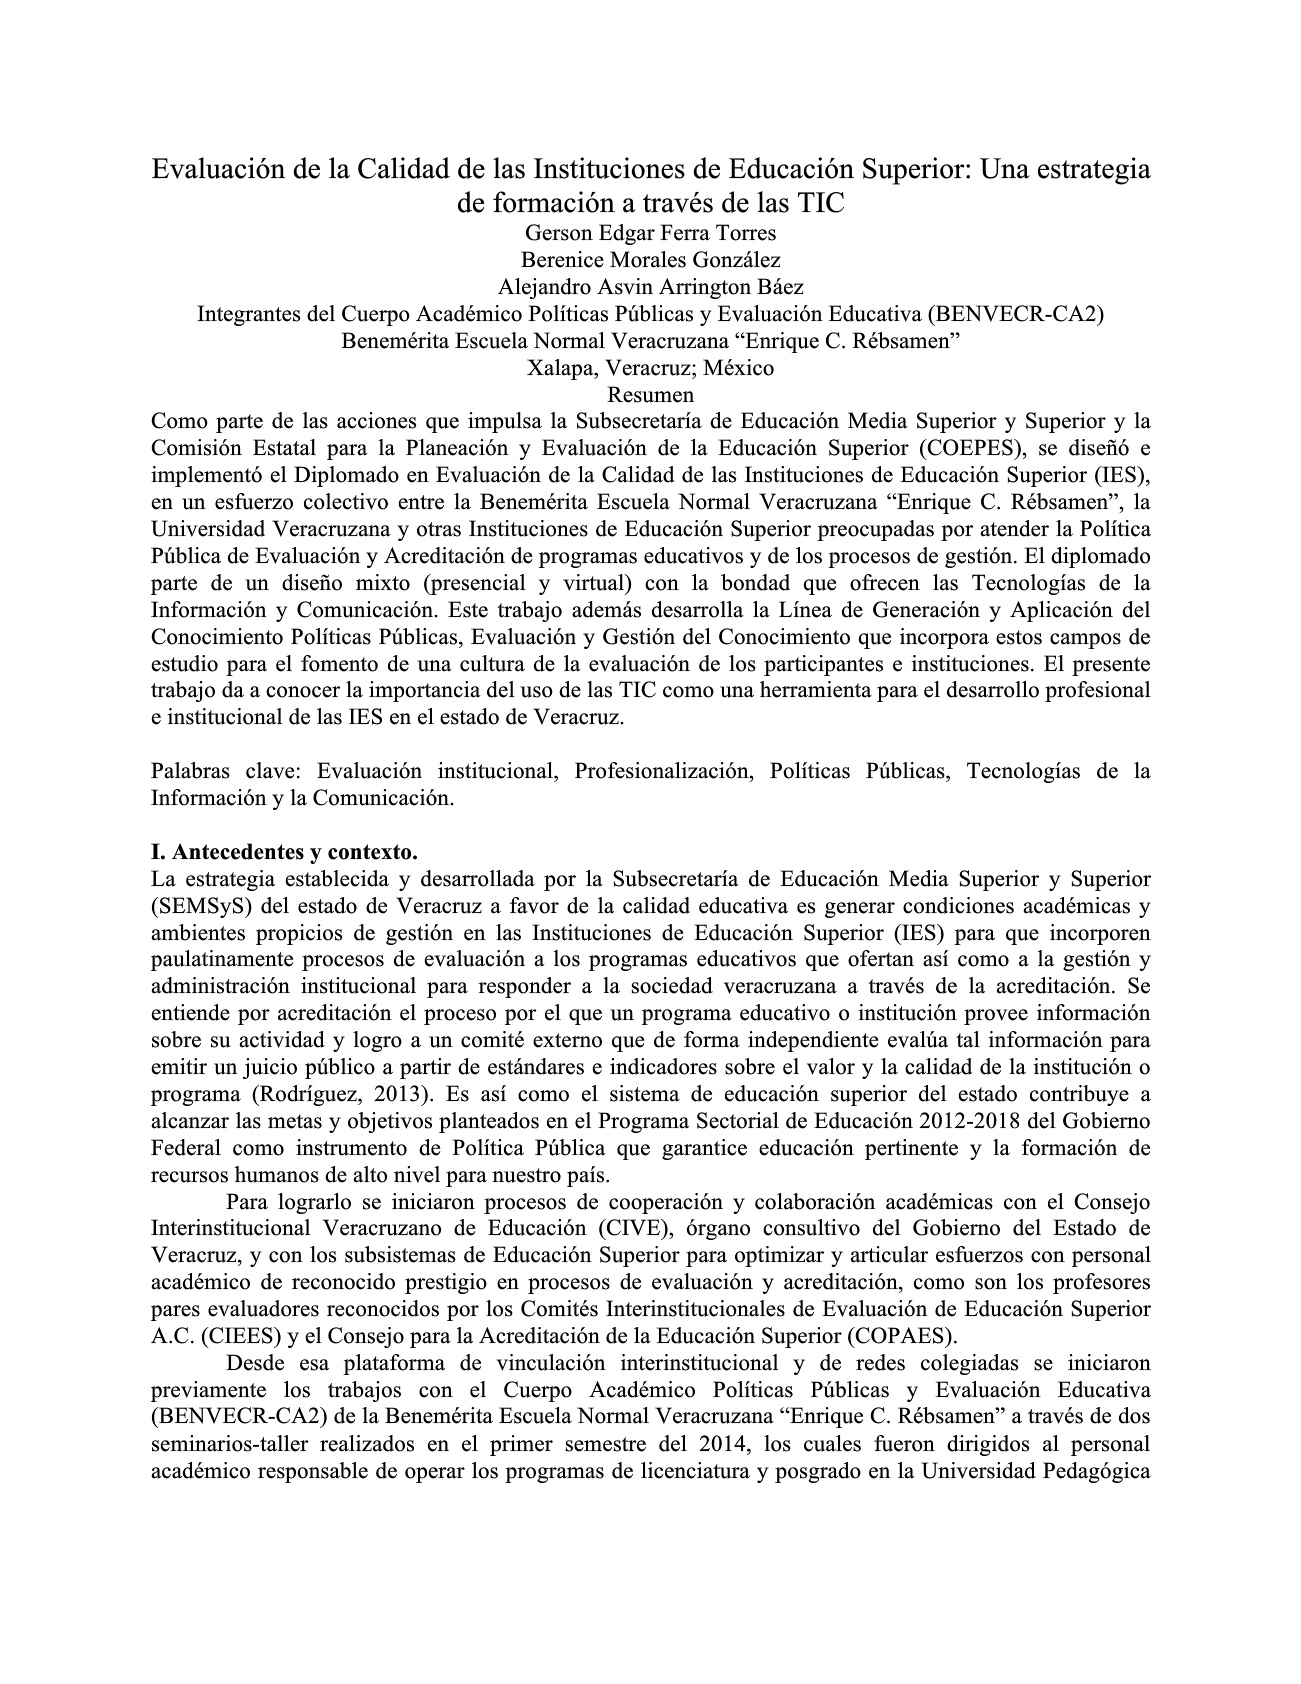 Evaluación de la Calidad de las Instituciones de Educación Superior: Una estrategia
de formación a través de las TIC
Gerson Edgar Ferra Torres
Berenice Morales González
Alejandro Asvin Arrington Báez
Integrantes del Cuerpo Académico Políticas Públicas y Evaluación Educativa (BENVECR-CA2)
Benemérita Escuela Normal Veracruzana “Enrique C. Rébsamen”
Xalapa, Veracruz; México
Resumen
Como parte de las acciones que impulsa la Subsecretaría de Educación Media Superior y Superior y la
Comisión Estatal para la Planeación y Evaluación de la Educación Superior (COEPES), se diseñó e
implementó el Diplomado en Evaluación de la Calidad de las Instituciones de Educación Superior (IES),
en un esfuerzo colectivo entre la Benemérita Escuela Normal Veracruzana “Enrique C. Rébsamen”, la
Universidad Veracruzana y otras Instituciones de Educación Superior preocupadas por atender la Política
Pública de Evaluación y Acreditación de programas educativos y de los procesos de gestión. El diplomado
parte de un diseño mixto (presencial y virtual) con la bondad que ofrecen las Tecnologías de la
Información y Comunicación. Este trabajo además desarrolla la Línea de Generación y Aplicación del
Conocimiento Políticas Públicas, Evaluación y Gestión del Conocimiento que incorpora estos campos de
estudio para el fomento de una cultura de la evaluación de los participantes e instituciones. El presente
trabajo da a conocer la importancia del uso de las TIC como una herramienta para el desarrollo profesional
e institucional de las IES en el estado de Veracruz.
Palabras clave: Evaluación institucional, Profesionalización, Políticas Públicas, Tecnologías de la
Información y la Comunicación.
I. Antecedentes y contexto.
La estrategia establecida y desarrollada por la Subsecretaría de Educación Media Superior y Superior
(SEMSyS) del estado de Veracruz a favor de la calidad educativa es generar condiciones académicas y
ambientes propicios de gestión en las Instituciones de Educación Superior (IES) para que incorporen
paulatinamente procesos de evaluación a los programas educativos que ofertan así como a la gestión y
administración institucional para responder a la sociedad veracruzana a través de la acreditación. Se
entiende por acreditación el proceso por el que un programa educativo o institución provee información
sobre su actividad y logro a un comité externo que de forma independiente evalúa tal información para
emitir un juicio público a partir de estándares e indicadores sobre el valor y la calidad de la institución o
programa (Rodríguez, 2013). Es así como el sistema de educación superior del estado contribuye a
alcanzar las metas y objetivos planteados en el Programa Sectorial de Educación 2012-2018 del Gobierno
Federal como instrumento de Política Pública que garantice educación pertinente y la formación de
recursos humanos de alto nivel para nuestro país.
Para lograrlo se iniciaron procesos de cooperación y colaboración académicas con el Consejo
Interinstitucional Veracruzano de Educación (CIVE), órgano consultivo del Gobierno del Estado de
Veracruz, y con los subsistemas de Educación Superior para optimizar y articular esfuerzos con personal
académico de reconocido prestigio en procesos de evaluación y acreditación, como son los profesores
pares evaluadores reconocidos por los Comités Interinstitucionales de Evaluación de Educación Superior
A.C. (CIEES) y el Consejo para la Acreditación de la Educación Superior (COPAES).
Desde esa plataforma de vinculación interinstitucional y de redes colegiadas se iniciaron
previamente los trabajos con el Cuerpo Académico Políticas Públicas y Evaluación Educativa
(BENVECR-CA2) de la Benemérita Escuela Normal Veracruzana “Enrique C. Rébsamen” a través de dos
seminarios-taller realizados en el primer semestre del 2014, los cuales fueron dirigidos al personal
académico responsable de operar los programas de licenciatura y posgrado en la Universidad Pedagógica